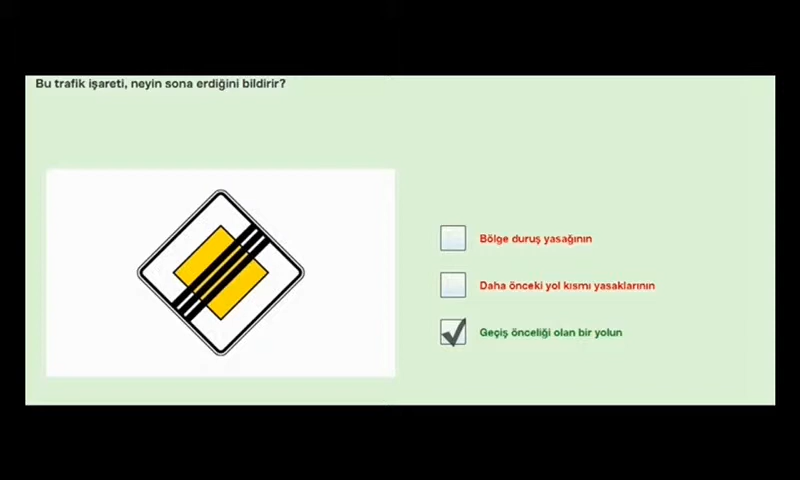 Bu trafik işareti, neyin sona erdiğini bildirir?
Bölge duruş yasağının
Daha önceki yol kısmı yasaklarının
Geçiş önceliği olan bir yolun